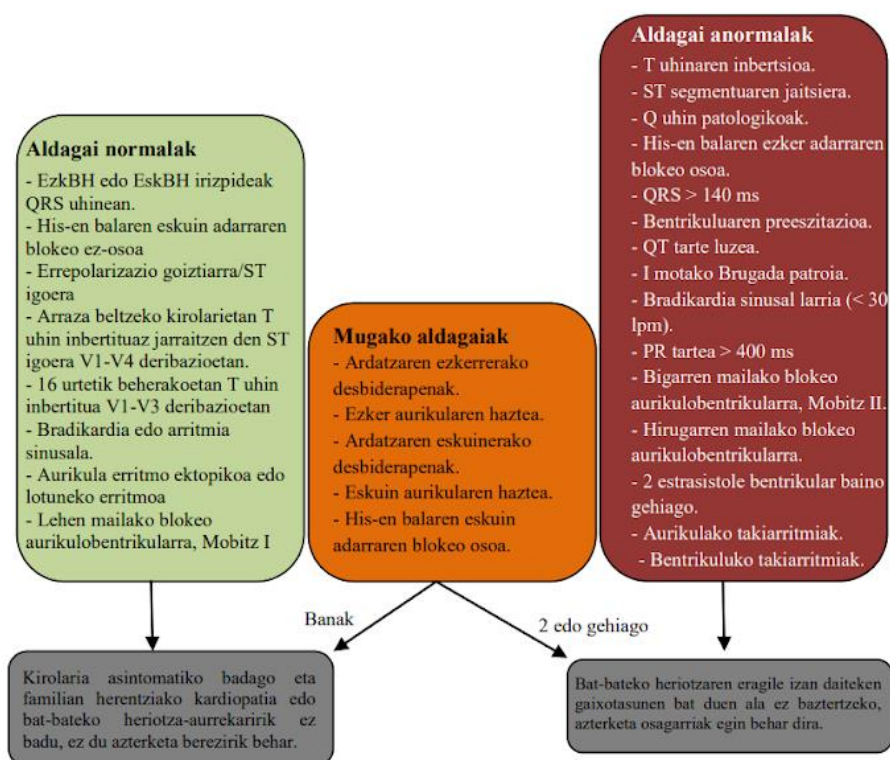 Aldagai normalak
- EzkBH edo EskBH irizpideak
QRS uhinean.
- His-en balaren eskuin adarraren
blokeo ez-osoa
- Errepolarizazio goiztiarra/ST
igoera
- Arraza beltzeko kirolarietan T
uhin inbertituaz jarraitzen den ST
igoera V1-V4 deribazioetan.
- 16 urtetik beherakoetan T uhin
inbertitua V1-V3 deribazioetan
- Bradikardia edo arritmia
sinusala.
- Aurikula erritmo ektopikoa edo
lotuneko erritmoa
- Lehen mailako blokeo
aurikulobentrikularra, Mobitz I
Mugako aldagaiak
- Ardatzaren ezkerrerako
desbiderapenak.
- Ezker aurikularen haztea.
- Ardatzaren eskuinerako
desbiderapenak.
- Eskuin aurikularen haztea.
- His-en balaren eskuin
adarraren blokeo osoa.
Aldagai anormalak
- T uhinaren inbertsioa.
- ST segmentuaren jaitsiera.
- Q uhin patologikoak.
- His-en balaren ezker adarraren
blokeo osoa.
- QRS > 140 ms
- Bentrikuluaren preeszitazioa.
- QT tarte luzea.
- I motako Brugada patroia.
- Bradikardia sinusal larria (< 30
lpm).
- PR tartea > 400 ms
- Bigarren mailako blokeo
aurikulobentrikularra, Mobitz II.
- Hirugarren mailako blokeo
aurikulobentrikularra.
- 2 estrasistole bentrikular baino
gehiago.
- Aurikulako takiarritmiak.
- Bentrikuluko takiarritmiak.
Banak
2 edo gehiago
Kirolaria asintomatiko badago eta
familian herentziako kardiopatia edo
bat-bateko heriotza-aurrekaririk ez
badu, ez du azterketa berezirik behar.
Bat-bateko heriotzaren eragile izan daiteken
gaixotasunen bat duen ala ez baztertzeko,
azterketa osagarriak egin behar dira.